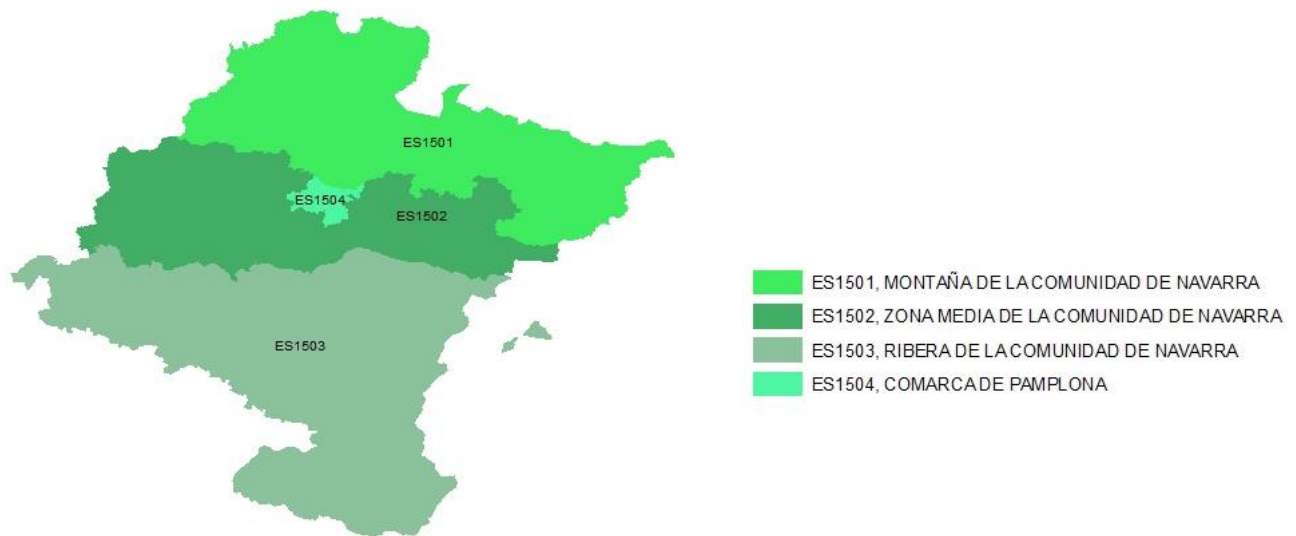 ES1501
ES1504
ES1502
ES1503
ES1501, MONTAÑA DE LA COMUNIDAD DE NAVARRA
ES1502, ZONA MEDIA DE LA COMUNIDAD DE NAVARRA
ES1503, RIBERA DE LA COMUNIDAD DE NAVARRA
ES1504, COMARCA DE PAMPLONA